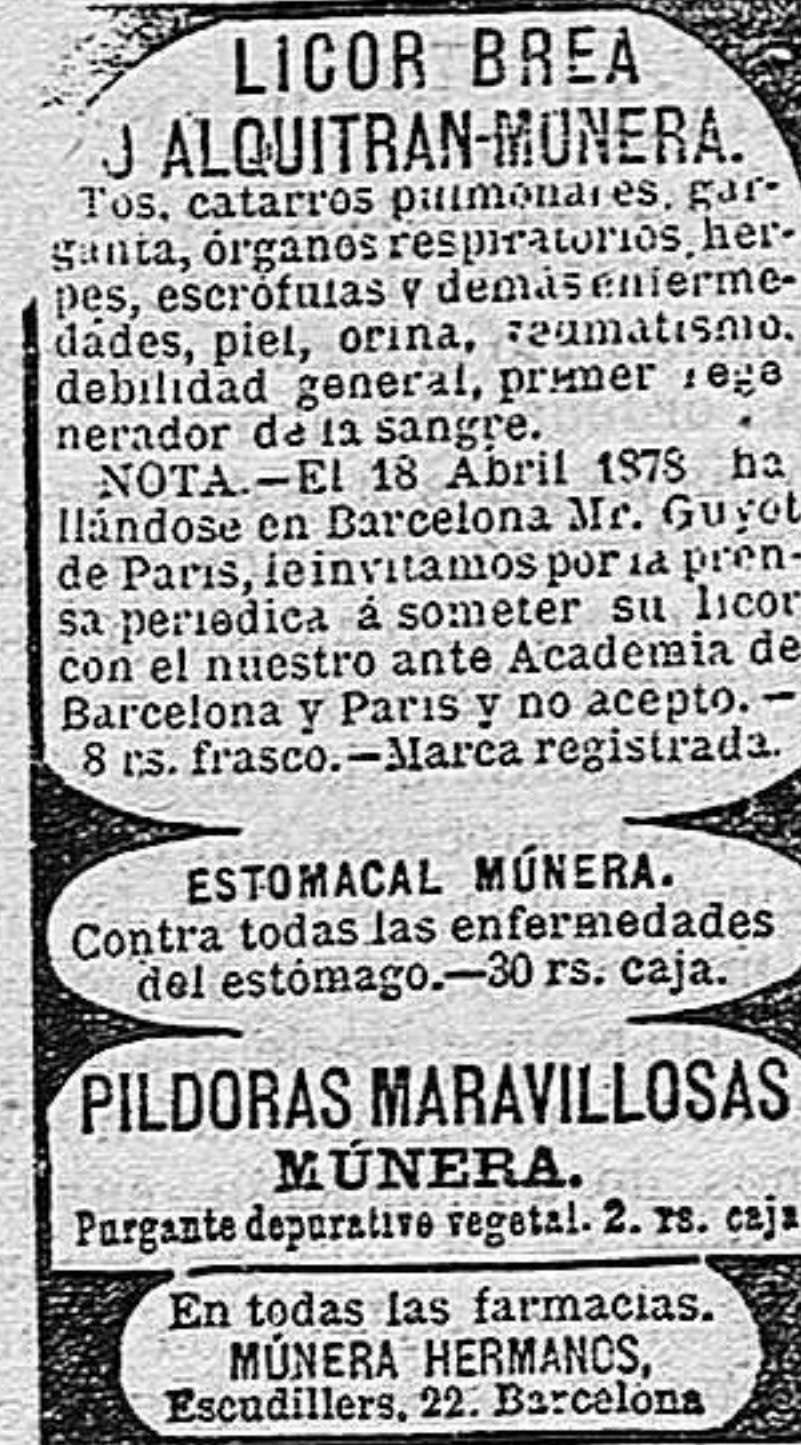 LICOR BREA
Ó ALQUITRAN-MÚNERA.
Tos, catarros pulmonares, gar-
ganta, órganos respiratorios, her-
pes, escrófulas y demás enferme-
dades, piel, orina, reumatismo,
debilidad general, primer rege
nerador de la sangre.
NOTA.—El 18 Abril 1878 ha
llándose en Barcelona Mr. Guyot
de París, le invitamos por la pren-
sa periodica á someter su licor
con el nuestro ante Academia de
Barcelona y Paris y no acepto.—
8 rs. frasco.—Marca registrada.
ESTOMACAL MÚNERA.
Contra todas las enfermedades
del estómago.—30 rs. caja.
PILDORAS MARAVILLOSAS
MÚNERA.
Purgante depurativo vegetal. 2. rs. caja
En todas las farmacias.
MÚNERA HERMANOS,
Escudillers, 22. Barcelona